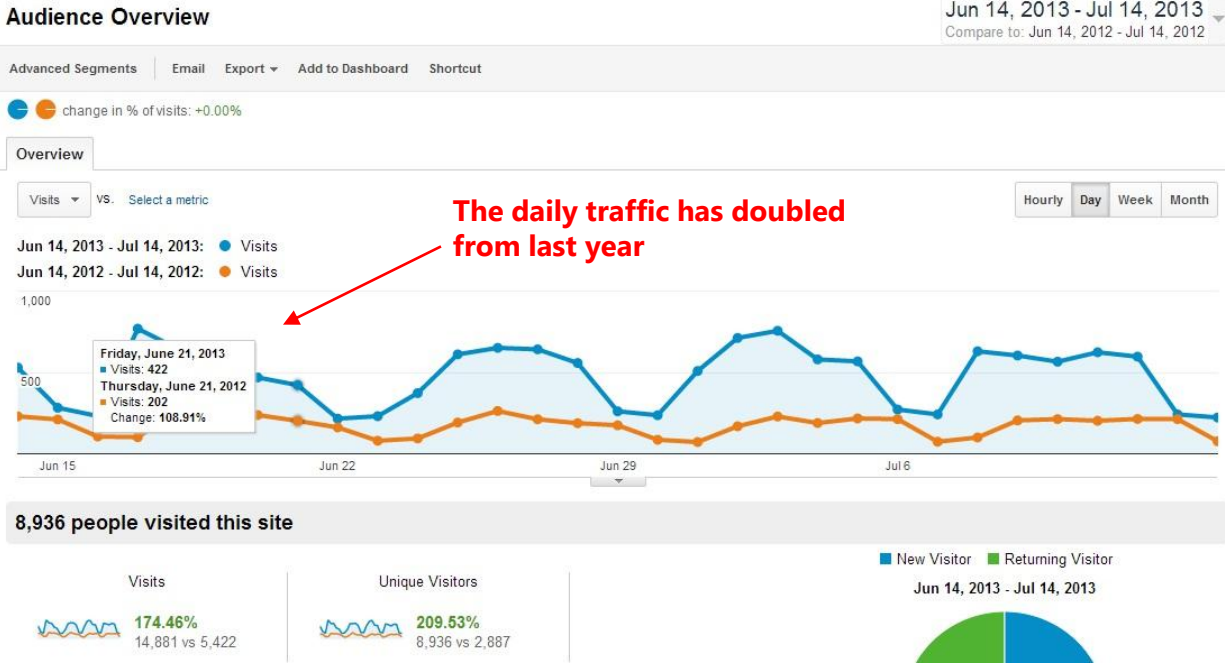 Audience Overview
Jun 14, 2013 - Jul 14, 2013
Compare to: Jun 14, 2012 - Jul 14, 2012
Advanced Segments Email Export Add to Dashboard Shortcut
change in % of visits: +0.00%
Overview
Visits VS. Select a metric
Hourly Day Week Month
The daily traffic has doubled
from last year
Jun 14, 2013 - Jul 14, 2013: Visits
Jun 14, 2012 - Jul 14, 2012: Visits
1,000
500
Friday, June 21, 2013
Visits: 422
Thursday, June 21, 2012
Visits: 202
Change: 108.91%
Jun 15 Jun 22 Jun 29 Jul 6
8,936 people visited this site
New Visitor Returning Visitor
Jun 14, 2013 - Jul 14, 2013
Visits
174.46%
14,881 vs 5,422
Unique Visitors
209.53%
8,936 vs 2,887